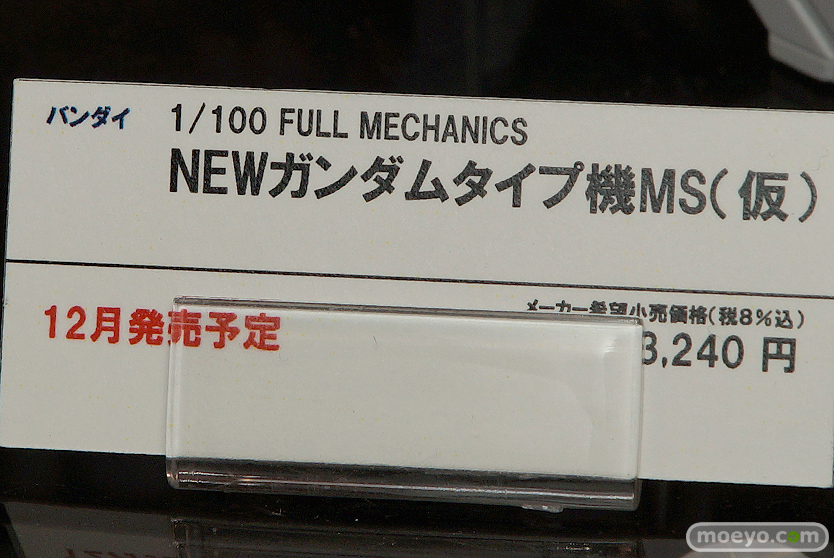 バンダイ
1/100 FULL MECHANICS
NEWガンダムタイプ機MS(仮)
12月発売予定
メーカー希望小売価格(税8%込)
3,240 円
moeyo.com